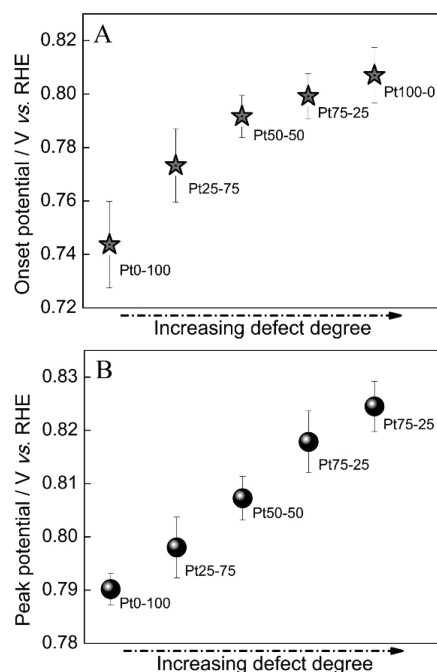 A
Onset potential / V vs. RHE
0.82
0.80
0.78
0.76
0.74
0.72
Pt0-100
Pt25-75
Pt50-50
Pt75-25
Pt100-0
Increasing defect degree
B
Peak potential / V vs. RHE
0.83
0.82
0.81
0.80
0.79
0.78
Pt0-100
Pt25-75
Pt50-50
Pt75-25
Pt75-25
Increasing defect degree